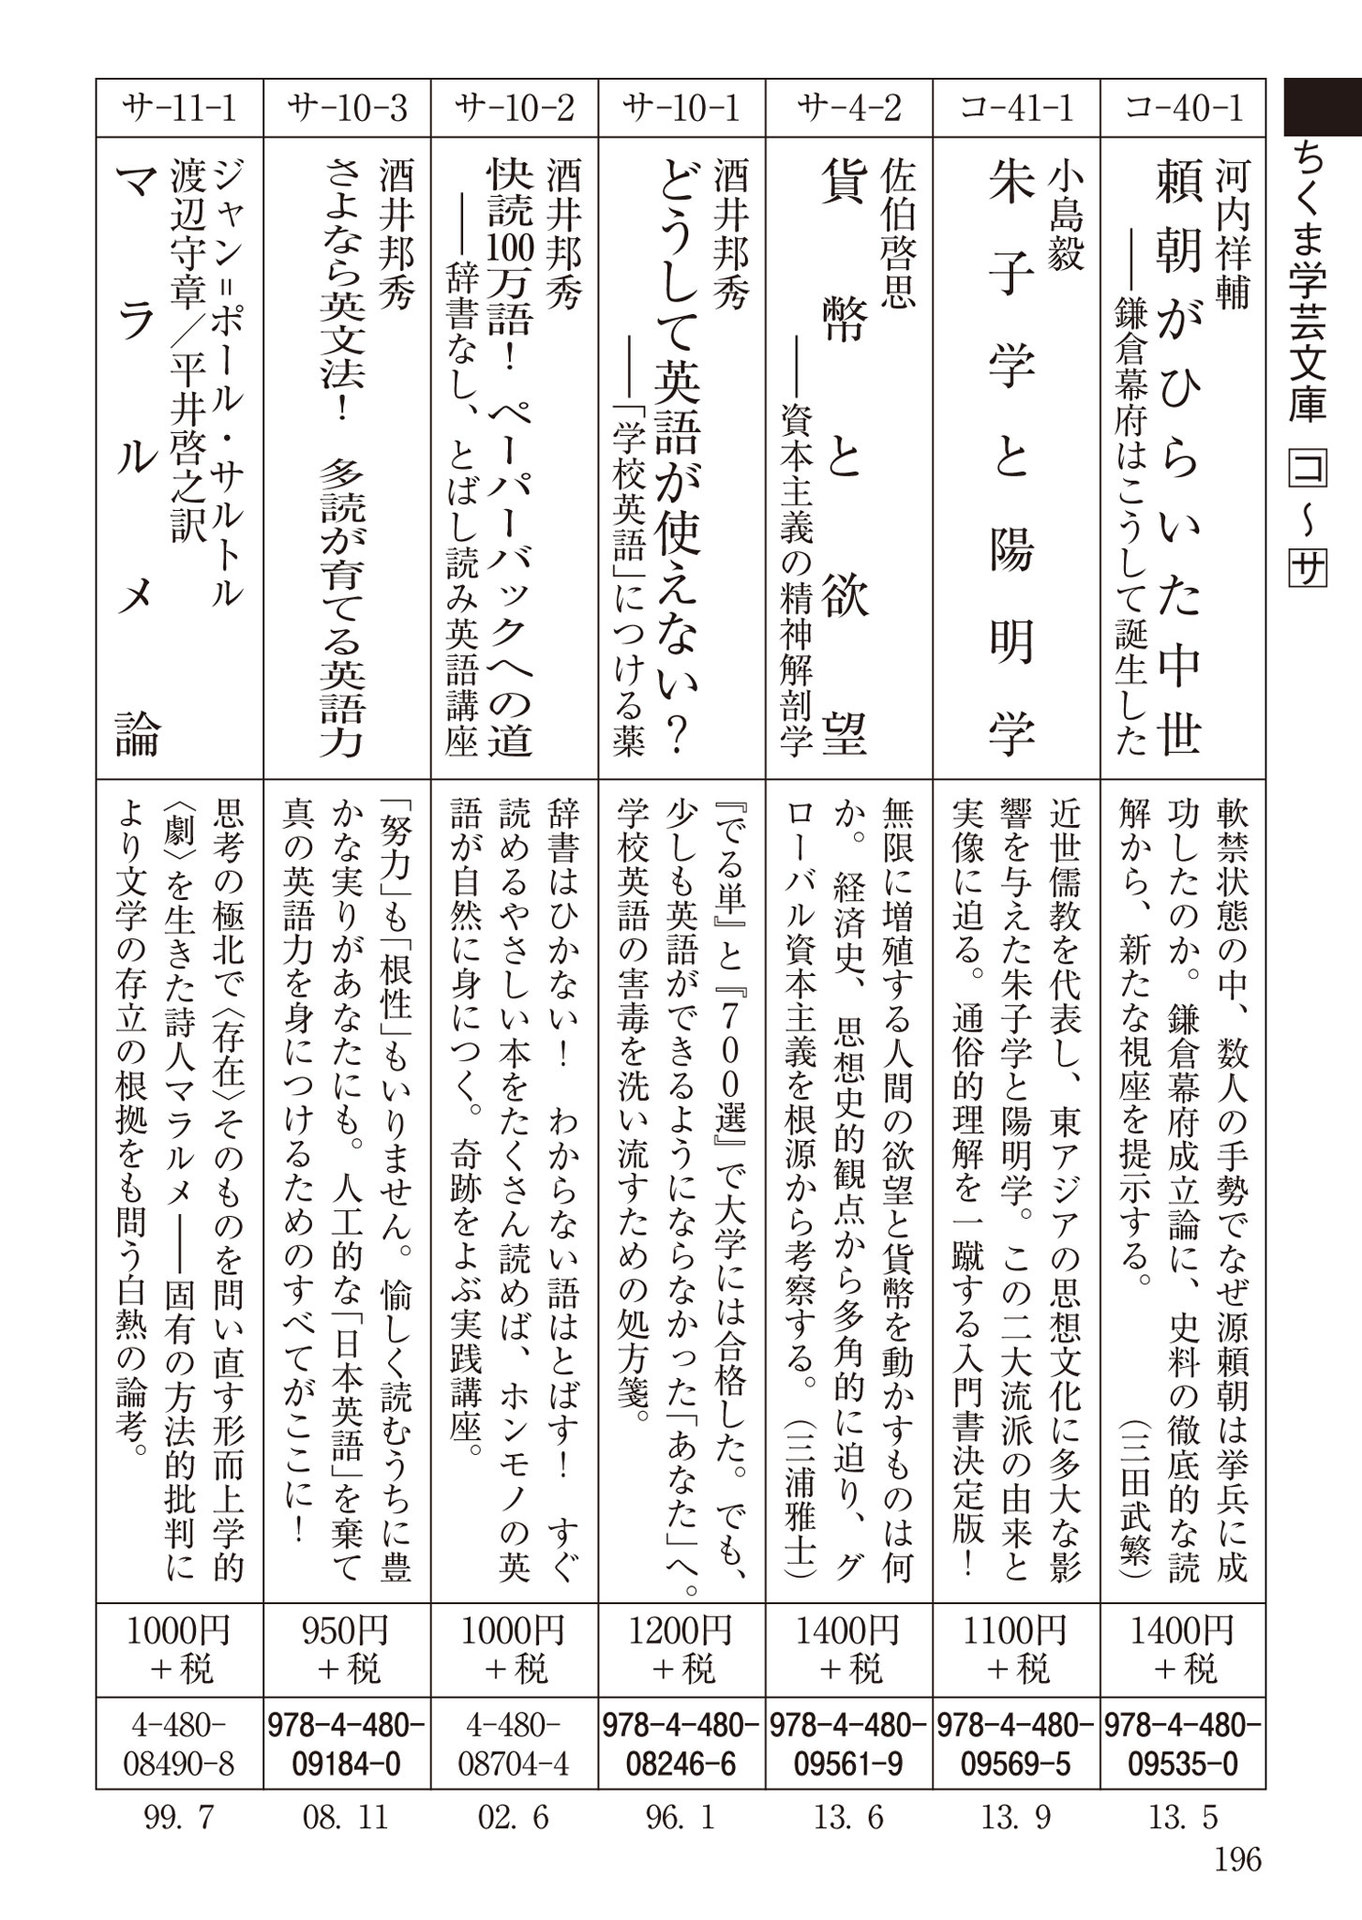 ちくま学芸文庫 コ～サ
コ-40-1
河内祥輔
頼朝がひらいた中世
――鎌倉幕府はこうして誕生した
軟禁状態の中、数人の手勢でなぜ源頼朝は挙兵に成
功したのか。鎌倉幕府成立論に、史料の徹底的な読
解から、新たな視座を提示する。　　　（三田武繁）
1400円
＋税
978-4-480-
09535-0
13. 5
コ-41-1
小島毅
朱子学と陽明学
近世儒教を代表し、東アジアの思想文化に多大な影
響を与えた朱子学と陽明学。この二大流派の由来と
実像に迫る。通俗的理解を一蹴する入門書決定版！
1100円
＋税
978-4-480-
09569-5
13. 9
サ-4-2
佐伯啓思
貨幣と欲望
――資本主義の精神解剖学
無限に増殖する人間の欲望と貨幣を動かすものは何
か。経済史、思想史的観点から多角的に迫り、グ
ローバル資本主義を根源から考察する。（三浦雅士）
1400円
＋税
978-4-480-
09561-9
13. 6
サ-10-1
酒井邦秀
どうして英語が使えない？
――「学校英語」につける薬
『でる単』と『700選』で大学には合格した。でも、
少しも英語ができるようにならなかった「あなた」へ。
学校英語の害毒を洗い流すための処方箋。
1200円
＋税
978-4-480-
08246-6
96. 1
サ-10-2
酒井邦秀
快読100万語！　ペーパーバックへの道
――辞書なし、とばし読み英語講座
辞書はひかない！　わからない語はとばす！　すぐ
読めるやさしい本をたくさん読めば、ホンモノの英
語が自然に身につく。奇跡をよぶ実践講座。
1000円
＋税
4-480-
08704-4
02. 6
サ-10-3
酒井邦秀
さよなら英文法！　多読が育てる英語力
「努力」も「根性」もいりません。愉しく読むうちに豊
かな実りがあなたにも。人工的な「日本英語」を棄て
真の英語力を身につけるためのすべてがここに！
950円
＋税
978-4-480-
09184-0
08. 11
サ-11-1
ジャン＝ポール・サルトル
渡辺守章／平井啓之訳
マラルメ論
思考の極北で〈存在〉そのものを問い直す形而上学的
〈劇〉を生きた詩人マラルメ――固有の方法的批判に
より文学の存立の根拠をも問う白熱の論考。
1000円
＋税
4-480-
08490-8
99. 7
196